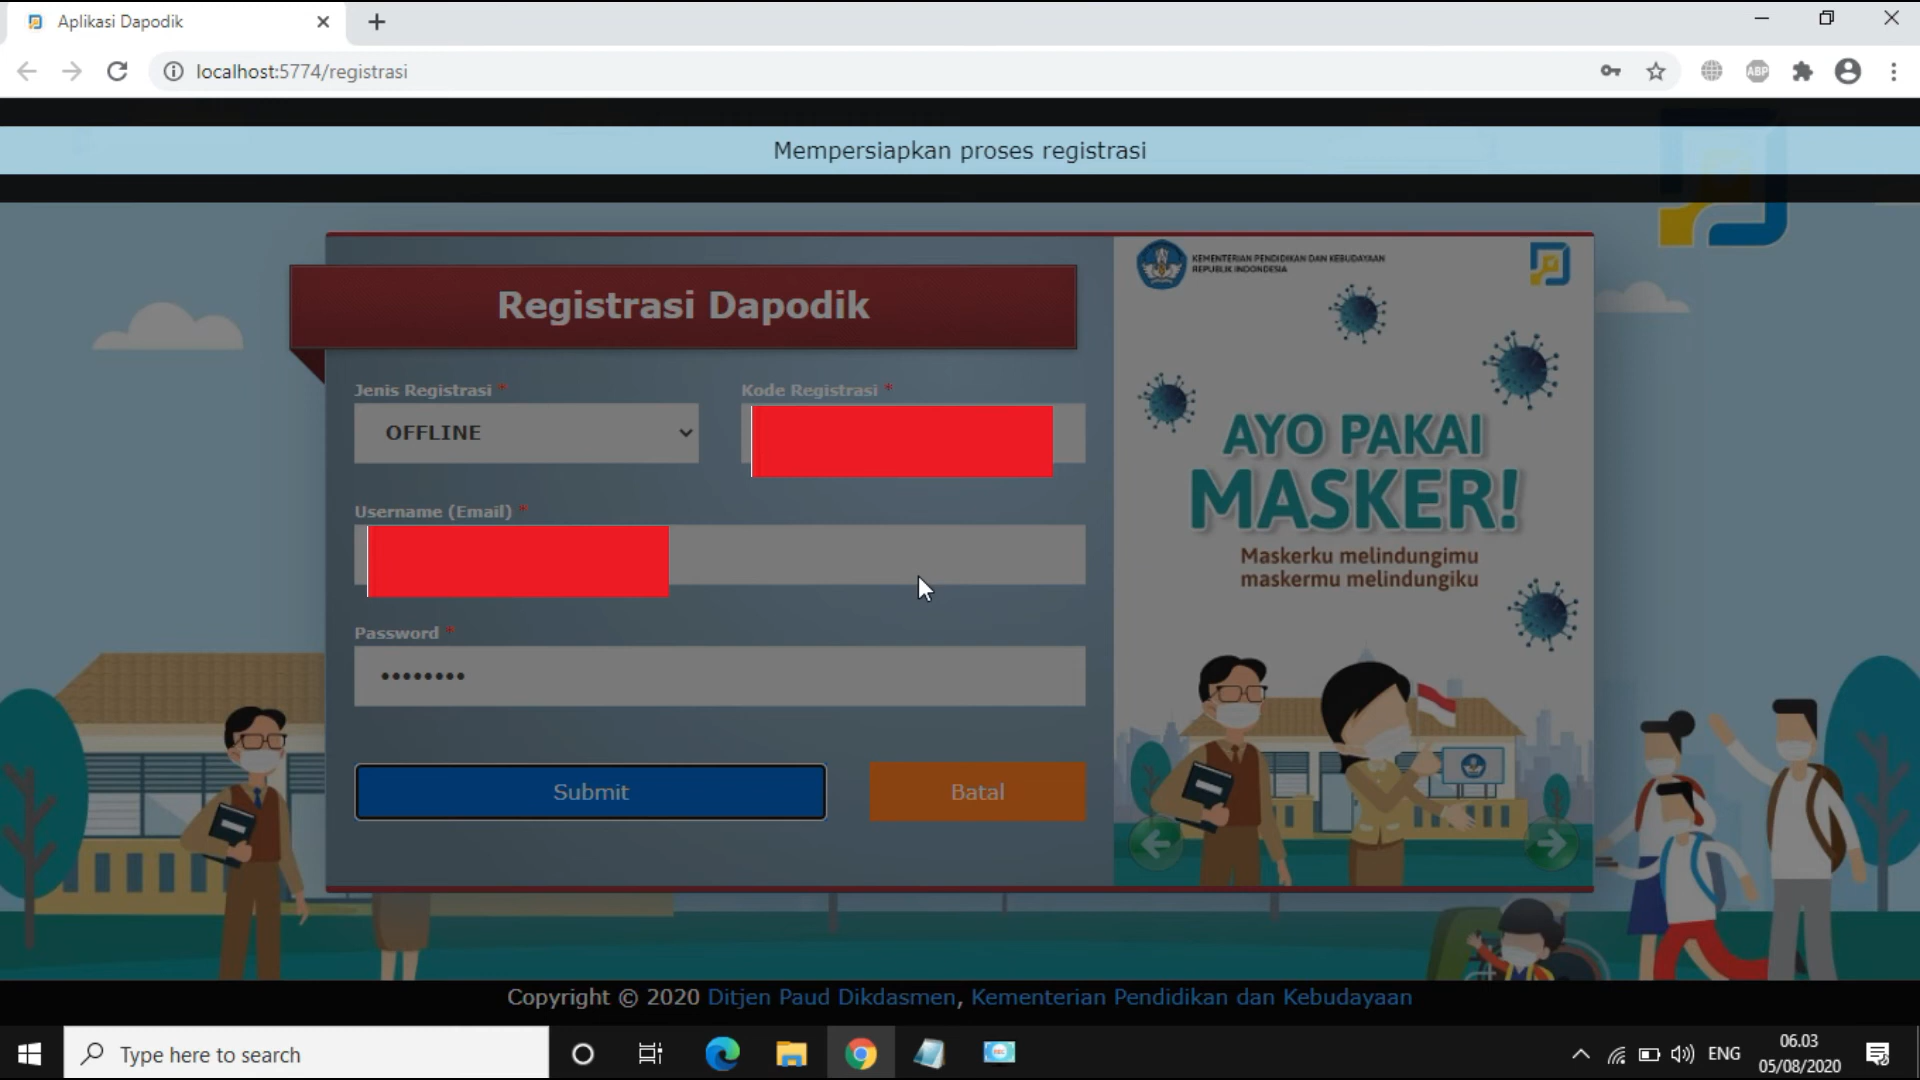 Aplikasi Dapodik
localhost:5774/registrasi
ABP
Mempersiapkan proses registrasi
Registrasi Dapodik
Jenis Registrasi *
Kode Registrasi *
OFFLINE
Username (Email) *
Password *
••••••••
Submit
Batal
KEMENTERIAN PENDIDIKAN DAN KEBUDAYAAN
REPUBLIK INDONESIA
AYO PAKAI
MASKER!
Maskerku melindungimu
maskermu melindungiku
Copyright © 2020 Ditjen Paud Dikdasmen, Kementerian Pendidikan dan Kebudayaan
Type here to search
ENG
06.03
05/08/2020